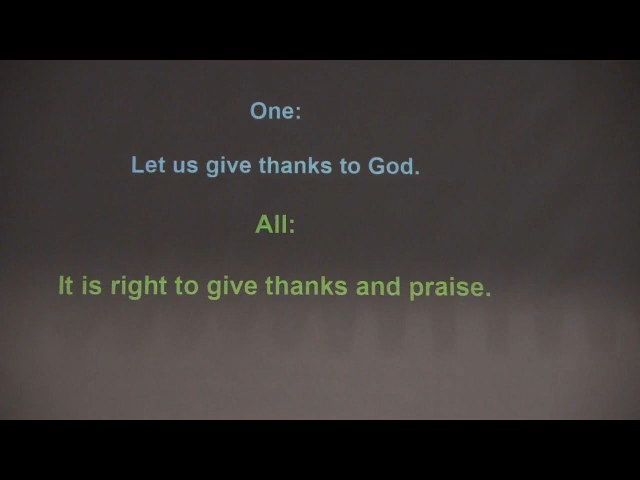 One:
Let us give thanks to God.
All:
It is right to give thanks and praise.